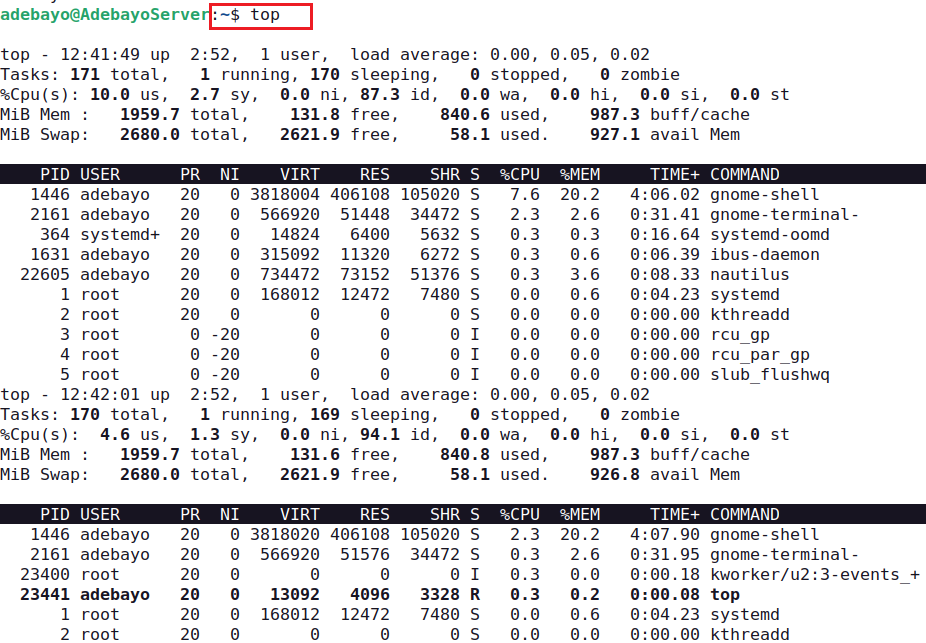 adebayo@AdebayoServer:~$ top
top - 12:41:49 up  2:52,  1 user,  load average: 0.00, 0.05, 0.02
Tasks: 171 total,   1 running, 170 sleeping,   0 stopped,   0 zombie
%Cpu(s): 10.0 us,  2.7 sy,  0.0 ni, 87.3 id,  0.0 wa,  0.0 hi,  0.0 si,  0.0 st
MiB Mem :   1959.7 total,    131.8 free,    840.6 used,    987.3 buff/cache
MiB Swap:   2680.0 total,   2621.9 free,     58.1 used.    927.1 avail Mem
    PID USER      PR  NI    VIRT    RES    SHR S  %CPU  %MEM     TIME+ COMMAND
   1446 adebayo   20   0 3818004 406108 105020 S   7.6  20.2   4:06.02 gnome-shell
   2161 adebayo   20   0  566920  51448  34472 S   2.3   2.6   0:31.41 gnome-terminal-
    364 systemd+  20   0   14824   6400   5632 S   0.3   0.3   0:16.64 systemd-oomd
   1631 adebayo   20   0  315092  11320   6272 S   0.3   0.6   0:06.39 ibus-daemon
  22605 adebayo   20   0  734472  73152  51376 S   0.3   3.6   0:08.33 nautilus
      1 root      20   0  168012  12472   7480 S   0.0   0.6   0:04.23 systemd
      2 root      20   0       0      0      0 S   0.0   0.0   0:00.00 kthreadd
      3 root       0 -20       0      0      0 I   0.0   0.0   0:00.00 rcu_gp
      4 root       0 -20       0      0      0 I   0.0   0.0   0:00.00 rcu_par_gp
      5 root       0 -20       0      0      0 I   0.0   0.0   0:00.00 slub_flushwq
top - 12:42:01 up  2:52,  1 user,  load average: 0.00, 0.05, 0.02
Tasks: 170 total,   1 running, 169 sleeping,   0 stopped,   0 zombie
%Cpu(s):  4.6 us,  1.3 sy,  0.0 ni, 94.1 id,  0.0 wa,  0.0 hi,  0.0 si,  0.0 st
MiB Mem :   1959.7 total,    131.6 free,    840.8 used,    987.3 buff/cache
MiB Swap:   2680.0 total,   2621.9 free,     58.1 used.    926.8 avail Mem
    PID USER      PR  NI    VIRT    RES    SHR S  %CPU  %MEM     TIME+ COMMAND
   1446 adebayo   20   0 3818020 406108 105020 S   2.3  20.2   4:07.90 gnome-shell
   2161 adebayo   20   0  566920  51576  34472 S   0.3   2.6   0:31.95 gnome-terminal-
  23400 root      20   0       0      0      0 I   0.3   0.0   0:00.18 kworker/u2:3-events_+
  23441 adebayo   20   0   13092   4096   3328 R   0.3   0.2   0:00.08 top
      1 root      20   0  168012  12472   7480 S   0.0   0.6   0:04.23 systemd
      2 root      20   0       0      0      0 S   0.0   0.0   0:00.00 kthreadd